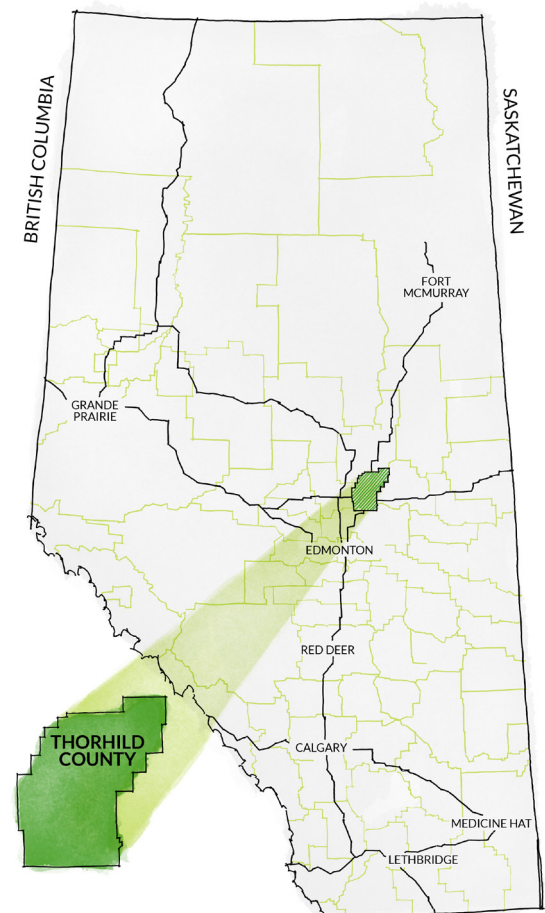 BRITISH COLUMBIA
SASKATCHEWAN
FORT
MCMURRAY
GRANDE
PRAIRIE
EDMONTON
RED DEER
THORHILD
COUNTY
CALGARY
MEDICINE HAT
LETHBRIDGE